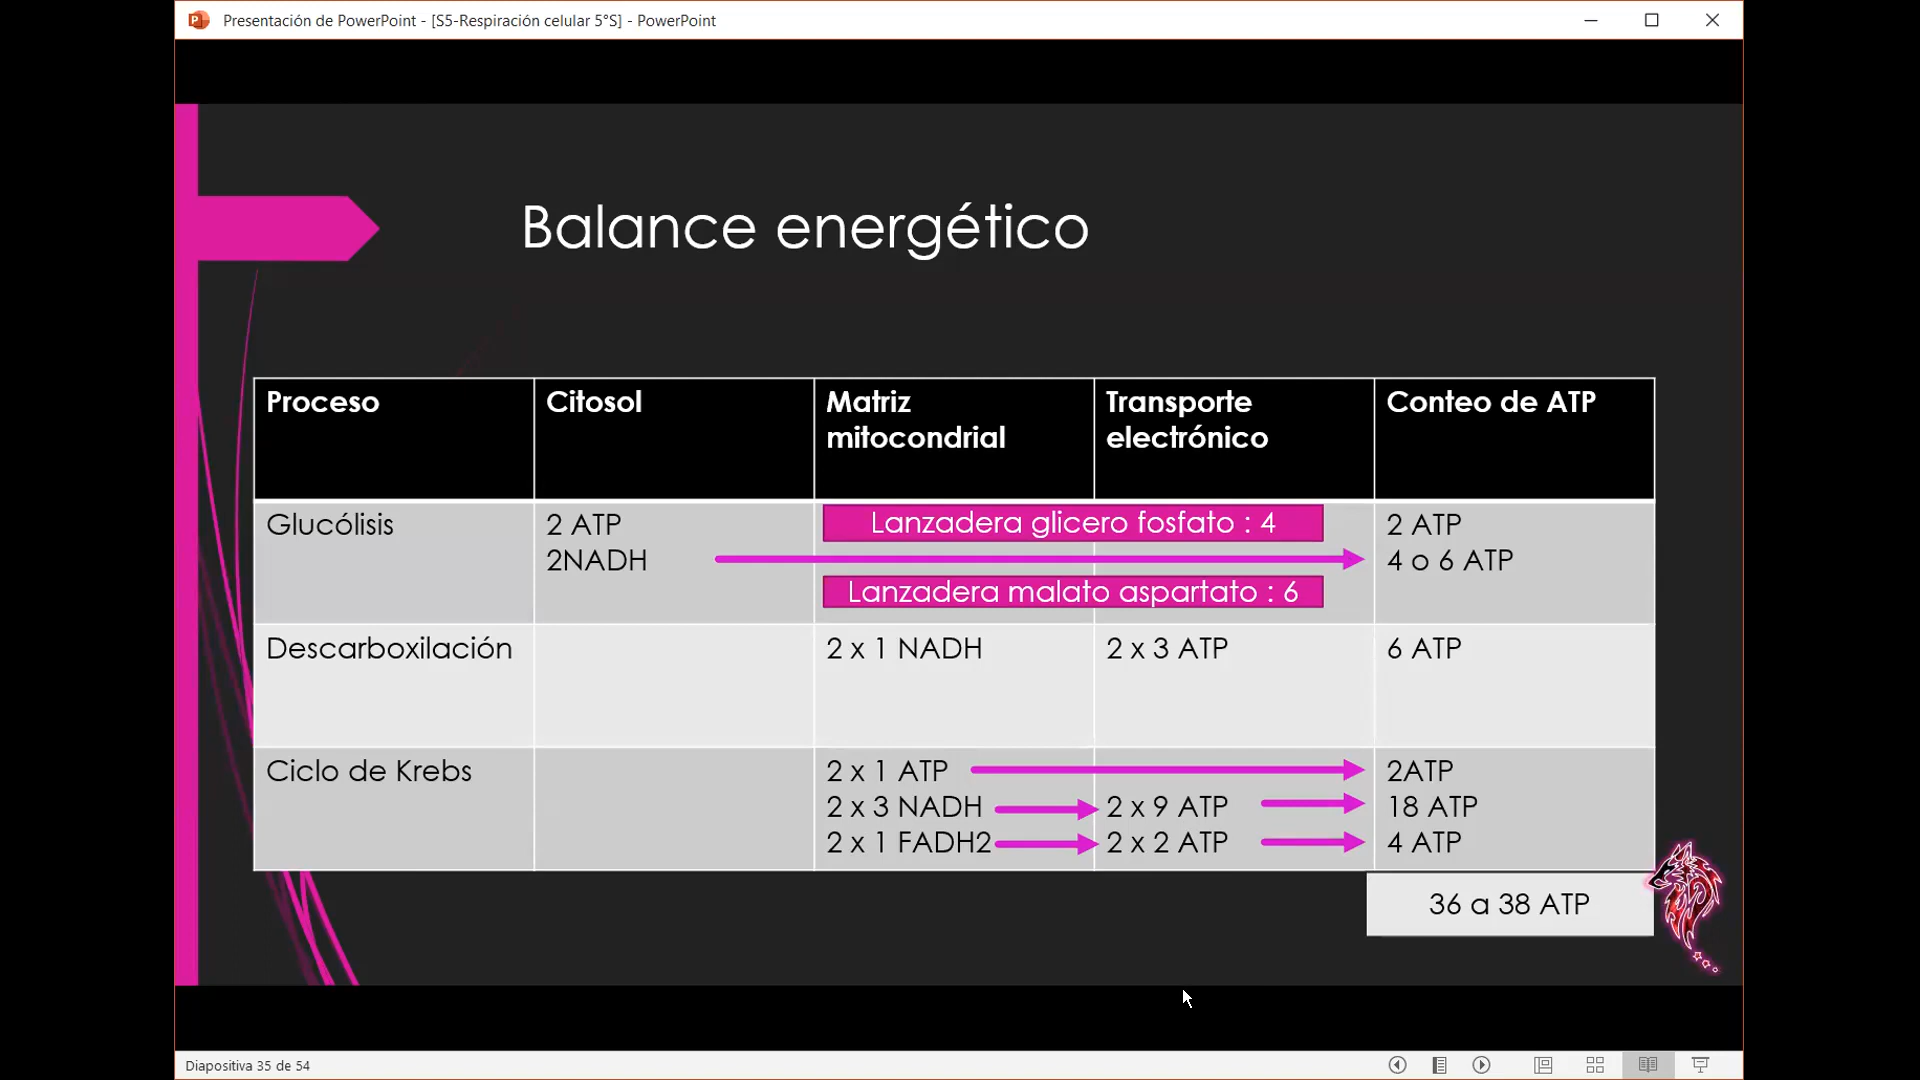 Presentación de PowerPoint - [S5-Respiración celular 5°S] - PowerPoint
Balance energético
Proceso
Citosol
Matriz
mitocondrial
Transporte
electrónico
Conteo de ATP
Glucólisis
2 ATP
2NADH
Lanzadera glicero fosfato : 4
Lanzadera malato aspartato : 6
2 ATP
4 o 6 ATP
Descarboxilación
2 x 1 NADH
2 x 3 ATP
6 ATP
Ciclo de Krebs
2 x 1 ATP
2 x 3 NADH
2 x 1 FADH2
2 x 9 ATP
2 x 2 ATP
2ATP
18 ATP
4 ATP
36 a 38 ATP
Diapositiva 35 de 54